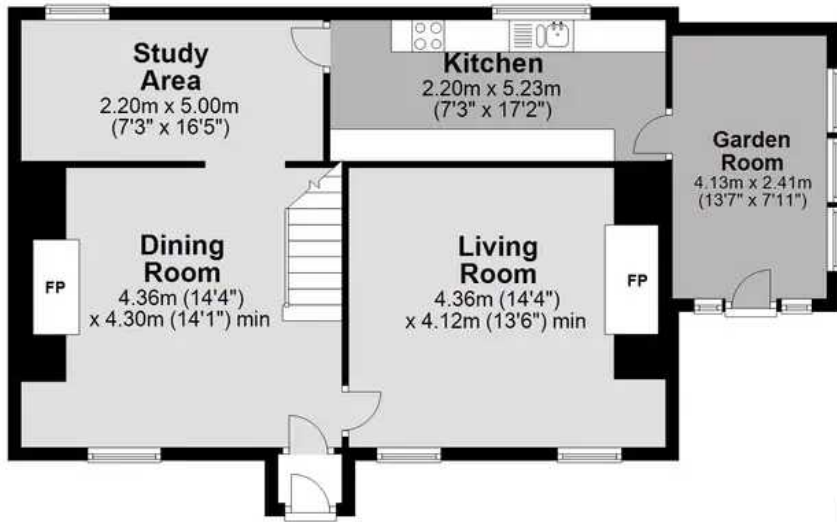 Study
Area
2.20m x 5.00m
(7'3" x 16'5")
Kitchen
2.20m x 5.23m
(7'3" x 17'2")
Garden
Room
4.13m x 2.41m
(13'7" x 7'11")
FP
Dining
Room
4.36m (14'4")
x 4.30m (14'1") min
Living
Room
4.36m (14'4")
x 4.12m (13'6") min
FP